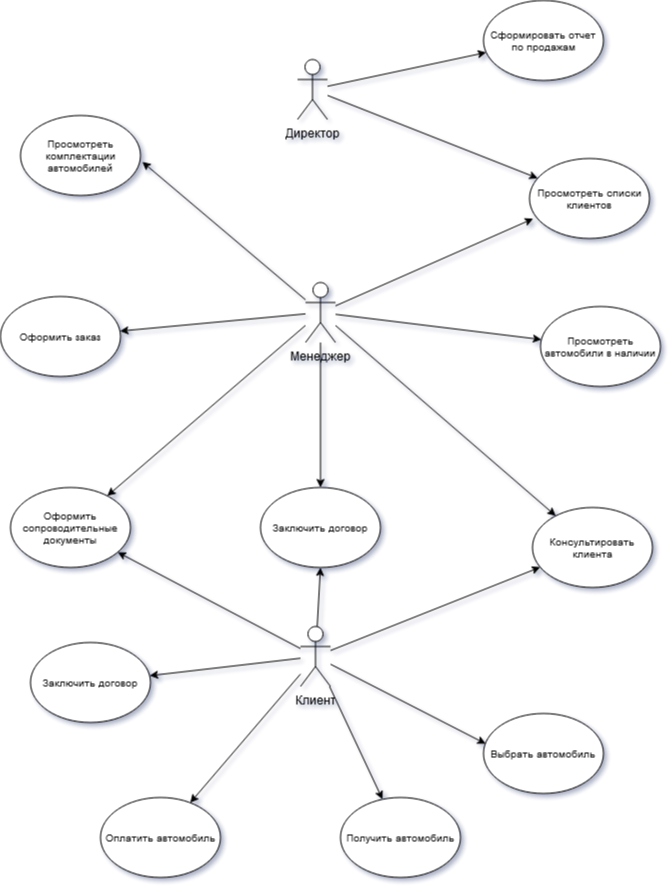 Сформировать отчет
по продажам
Директор
Просмотреть
комплектации
автомобилей
Просмотреть списки
клиентов
Оформить заказ
Менеджер
Просмотреть
автомобили в наличии
Оформить
сопроводительные
документы
Заключить договор
Консультировать
клиента
Заключить договор
Клиент
Выбрать автомобиль
Оплатить автомобиль
Получить автомобиль